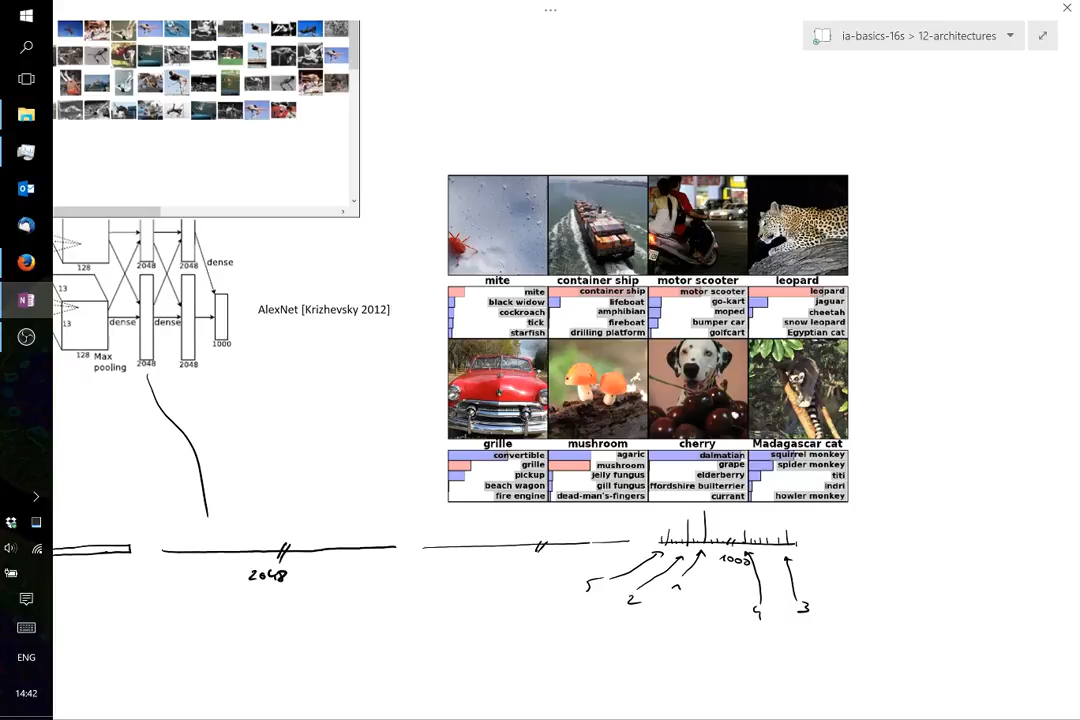 ia-basics-16s > 12-architectures
128
2048
2048
dense
13
13
dense
dense
1000
128
Max
pooling
2048
2048
AlexNet [Krizhevsky 2012]
mite
container ship
motor scooter
leopard
mite
black widow
cockroach
tick
starfish
container ship
lifeboat
amphibian
fireboat
drilling platform
motor scooter
go-kart
moped
bumper car
golfcart
leopard
jaguar
cheetah
snow leopard
Egyptian cat
grille
mushroom
cherry
Madagascar cat
convertible
grille
pickup
beach wagon
fire engine
agaric
mushroom
jelly fungus
gill fungus
dead-man's-fingers
dalmatian
grape
elderberry
ffordshire bullterrier
currant
squirrel monkey
spider monkey
titi
indri
howler monkey
2048
1000
5
2
1
4
3
ENG
14:42